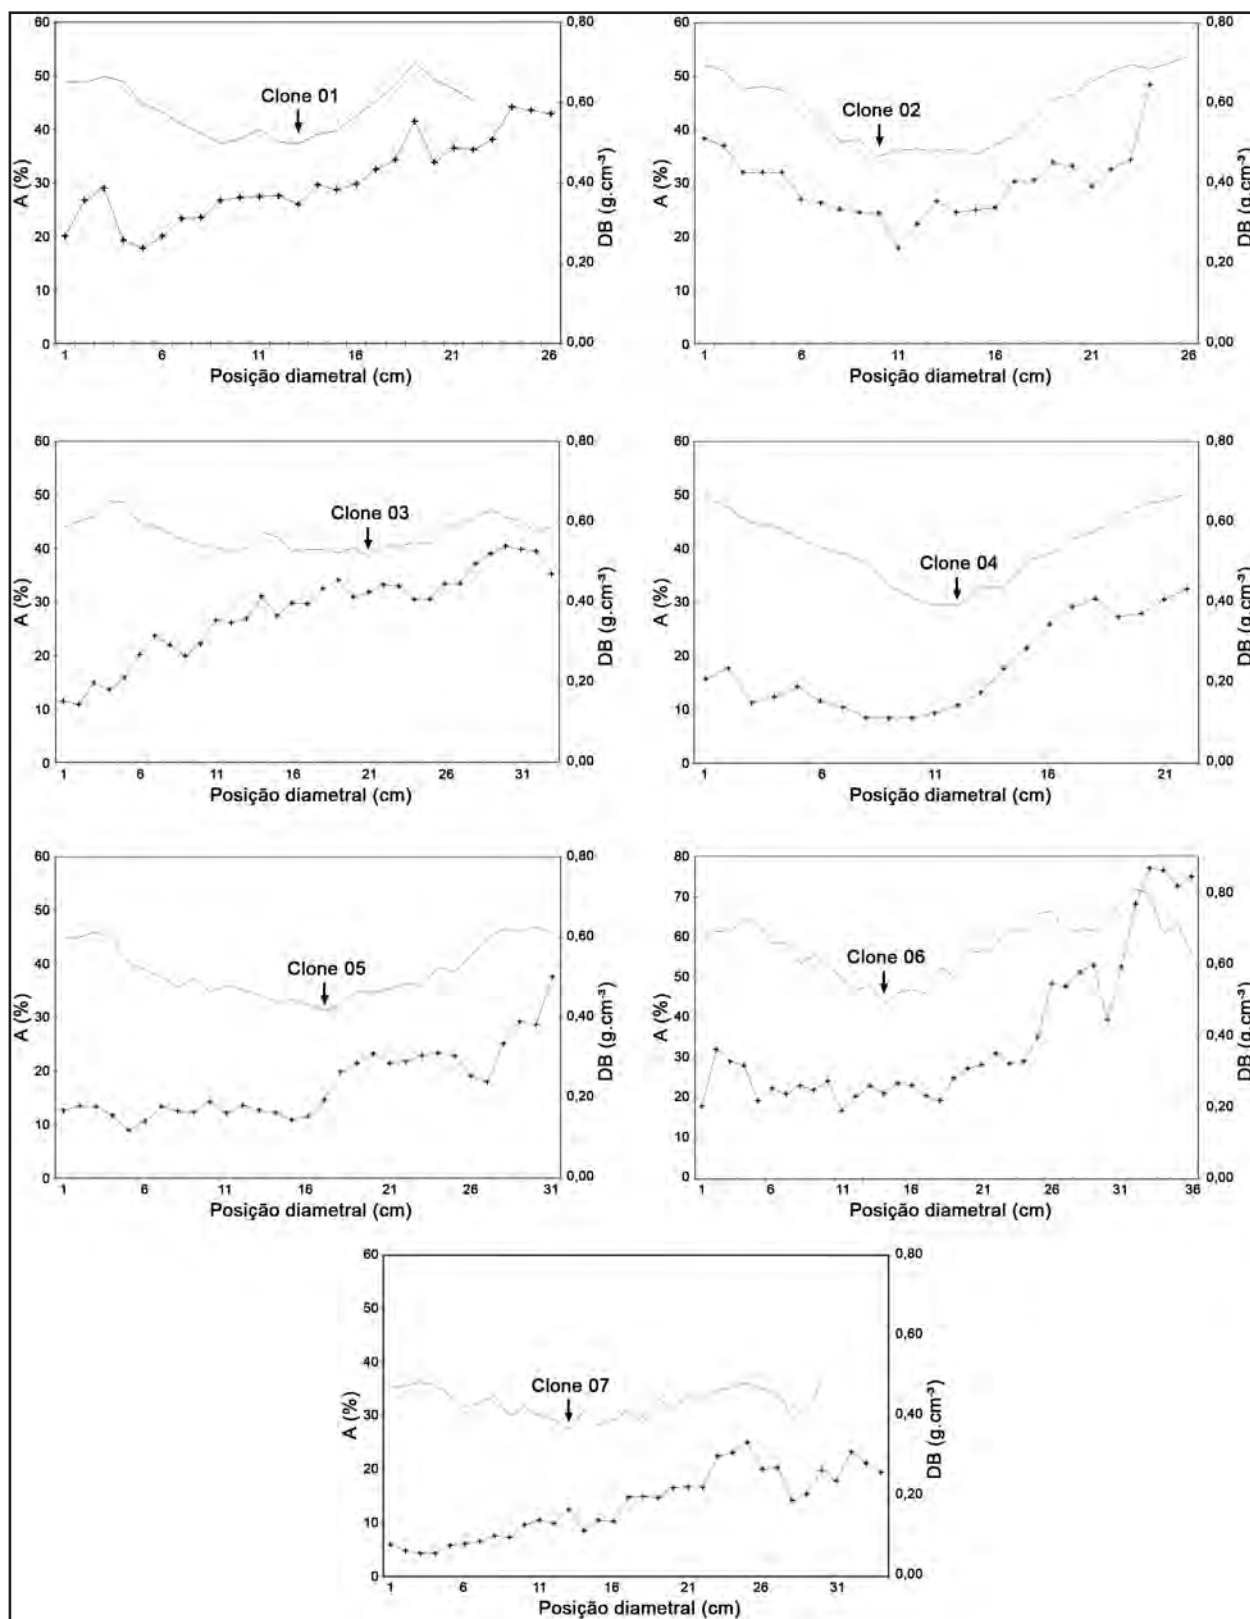 Clone 01
A (%)
60
50
40
30
20
10
0
0,80
0,60
0,40
0,20
0,00
DB (g.cm⁻³)
1 6 11 16 21 26
Posição diametral (cm)
Clone 02
A (%)
60
50
40
30
20
10
0
0,80
0,60
0,40
0,20
0,00
DB (g.cm⁻³)
1 6 11 16 21 26
Posição diametral (cm)
Clone 03
A (%)
60
50
40
30
20
10
0
0,80
0,60
0,40
0,20
0,00
DB (g.cm⁻³)
1 6 11 16 21 26 31
Posição diametral (cm)
Clone 04
A (%)
60
50
40
30
20
10
0
0,80
0,60
0,40
0,20
0,00
DB (g.cm⁻³)
1 6 11 16 21
Posição diametral (cm)
Clone 05
A (%)
60
50
40
30
20
10
0
0,80
0,60
0,40
0,20
0,00
DB (g.cm⁻³)
1 6 11 16 21 26 31
Posição diametral (cm)
Clone 06
A (%)
80
70
60
50
40
30
20
10
0
0,80
0,60
0,40
0,20
0,00
DB (g.cm⁻³)
1 6 11 16 21 26 31 36
Posição diametral (cm)
Clone 07
A (%)
60
50
40
30
20
10
0
0,80
0,60
0,40
0,20
0,00
DB (g.cm⁻³)
1 6 11 16 21 26 31
Posição diametral (cm)